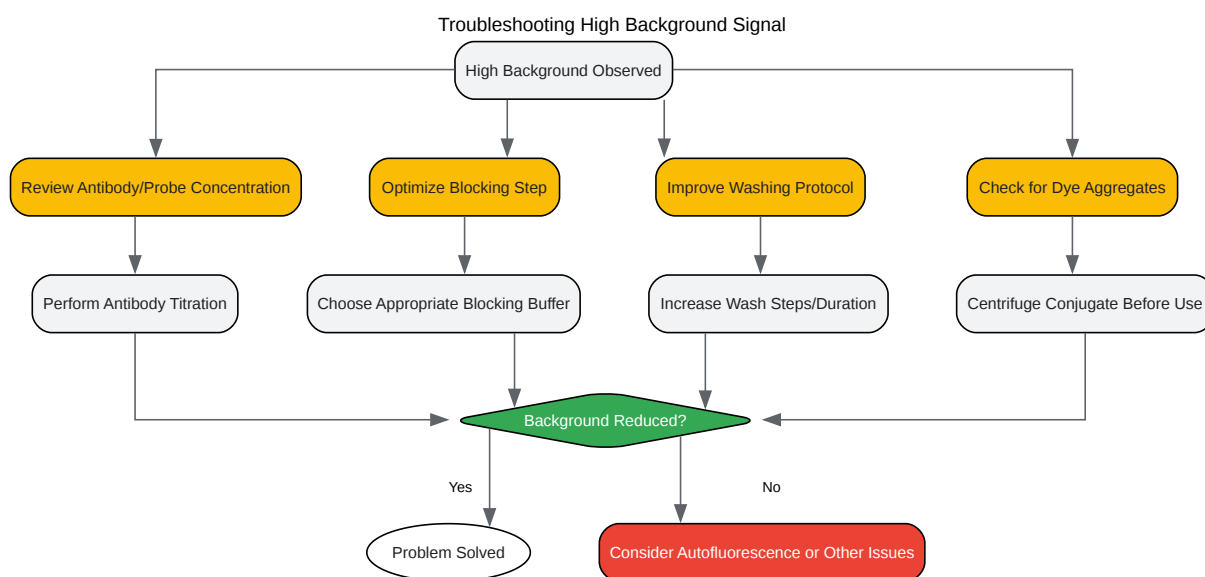 Troubleshooting High Background Signal
High Background Observed
Review Antibody/Probe Concentration
Optimize Blocking Step
Improve Washing Protocol
Check for Dye Aggregates
Perform Antibody Titration
Choose Appropriate Blocking Buffer
Increase Wash Steps/Duration
Centrifuge Conjugate Before Use
Background Reduced?
Yes
No
Problem Solved
Consider Autofluorescence or Other Issues